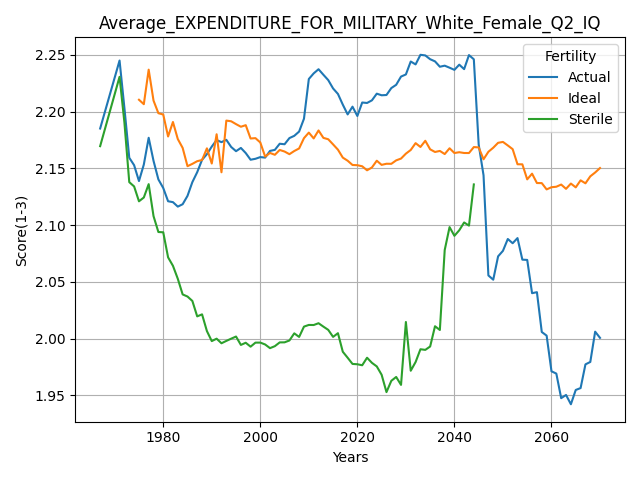 Average_EXPENDITURE_FOR_MILITARY_White_Female_Q2_IQ
Fertility
Actual
Ideal
Sterile
Score(1-3)
2.25
2.20
2.15
2.10
2.05
2.00
1.95
1980 2000 2020 2040 2060
Years